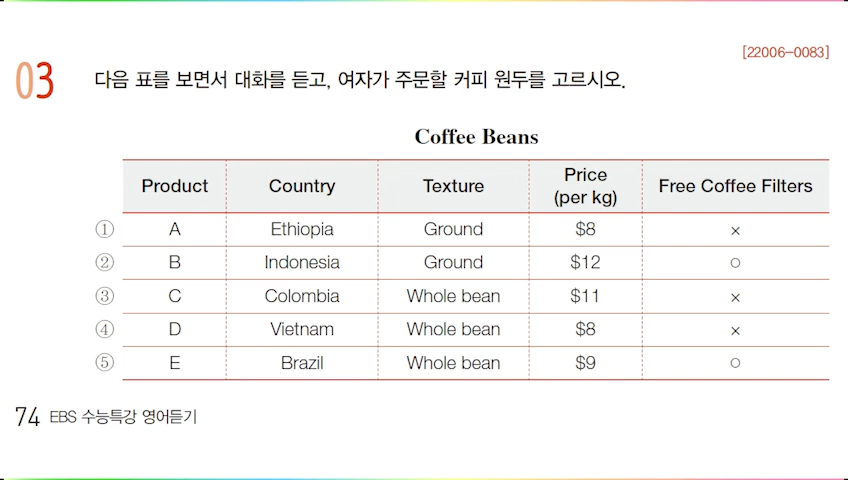 [22006-0083]
03 다음 표를 보면서 대화를 듣고, 여자가 주문할 커피 원두를 고르시오.
Coffee Beans
Product Country Texture Price (per kg) Free Coffee Filters
① A Ethiopia Ground $8 ×
② B Indonesia Ground $12 ○
③ C Colombia Whole bean $11 ×
④ D Vietnam Whole bean $8 ×
⑤ E Brazil Whole bean $9 ○
74 EBS 수능특강 영어듣기